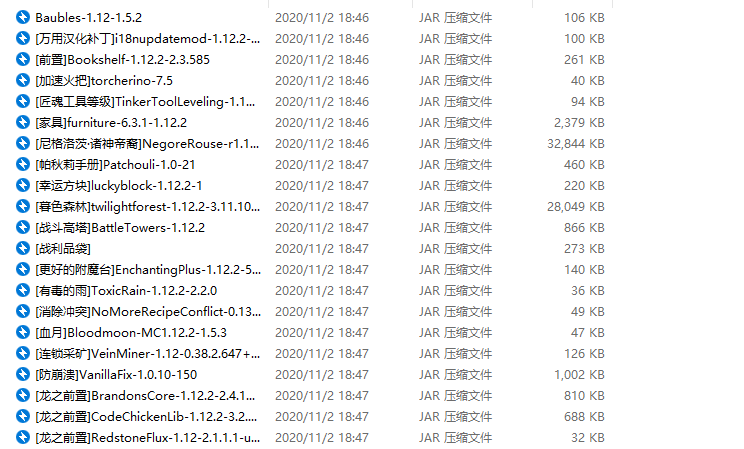 Baubles-1.12-1.5.2 2020/11/2 18:46 JAR 压缩文件 106 KB
[万用汉化补丁]i18nupdatemod-1.12.2-... 2020/11/2 18:46 JAR 压缩文件 100 KB
[前置]Bookshelf-1.12.2-2.3.585 2020/11/2 18:46 JAR 压缩文件 261 KB
[加速火把]torcherino-7.5 2020/11/2 18:46 JAR 压缩文件 40 KB
[匠魂工具等级]TinkerToolLeveling-1.1... 2020/11/2 18:46 JAR 压缩文件 94 KB
[家具]furniture-6.3.1-1.12.2 2020/11/2 18:46 JAR 压缩文件 2,379 KB
[尼格洛茨·诸神帝裔]NegoreRouse-r1.1... 2020/11/2 18:46 JAR 压缩文件 32,844 KB
[帕秋莉手册]Patchouli-1.0-21 2020/11/2 18:47 JAR 压缩文件 460 KB
[幸运方块]luckyblock-1.12.2-1 2020/11/2 18:47 JAR 压缩文件 220 KB
[暮色森林]twilightforest-1.12.2-3.11.10... 2020/11/2 18:47 JAR 压缩文件 28,049 KB
[战斗高塔]BattleTowers-1.12.2 2020/11/2 18:47 JAR 压缩文件 866 KB
[战利品袋] 2020/11/2 18:47 JAR 压缩文件 273 KB
[更好的附魔台]EnchantingPlus-1.12.2-5... 2020/11/2 18:47 JAR 压缩文件 140 KB
[有毒的雨]ToxicRain-1.12.2-2.2.0 2020/11/2 18:47 JAR 压缩文件 36 KB
[消除冲突]NoMoreRecipeConflict-0.13... 2020/11/2 18:47 JAR 压缩文件 49 KB
[血月]Bloodmoon-MC1.12.2-1.5.3 2020/11/2 18:47 JAR 压缩文件 47 KB
[连锁采矿]VeinMiner-1.12-0.38.2.647+... 2020/11/2 18:47 JAR 压缩文件 126 KB
[防崩溃]VanillaFix-1.0.10-150 2020/11/2 18:47 JAR 压缩文件 1,002 KB
[龙之前置]BrandonsCore-1.12.2-2.4.1... 2020/11/2 18:47 JAR 压缩文件 810 KB
[龙之前置]CodeChickenLib-1.12.2-3.2.... 2020/11/2 18:47 JAR 压缩文件 688 KB
[龙之前置]RedstoneFlux-1.12-2.1.1.1-u... 2020/11/2 18:47 JAR 压缩文件 32 KB